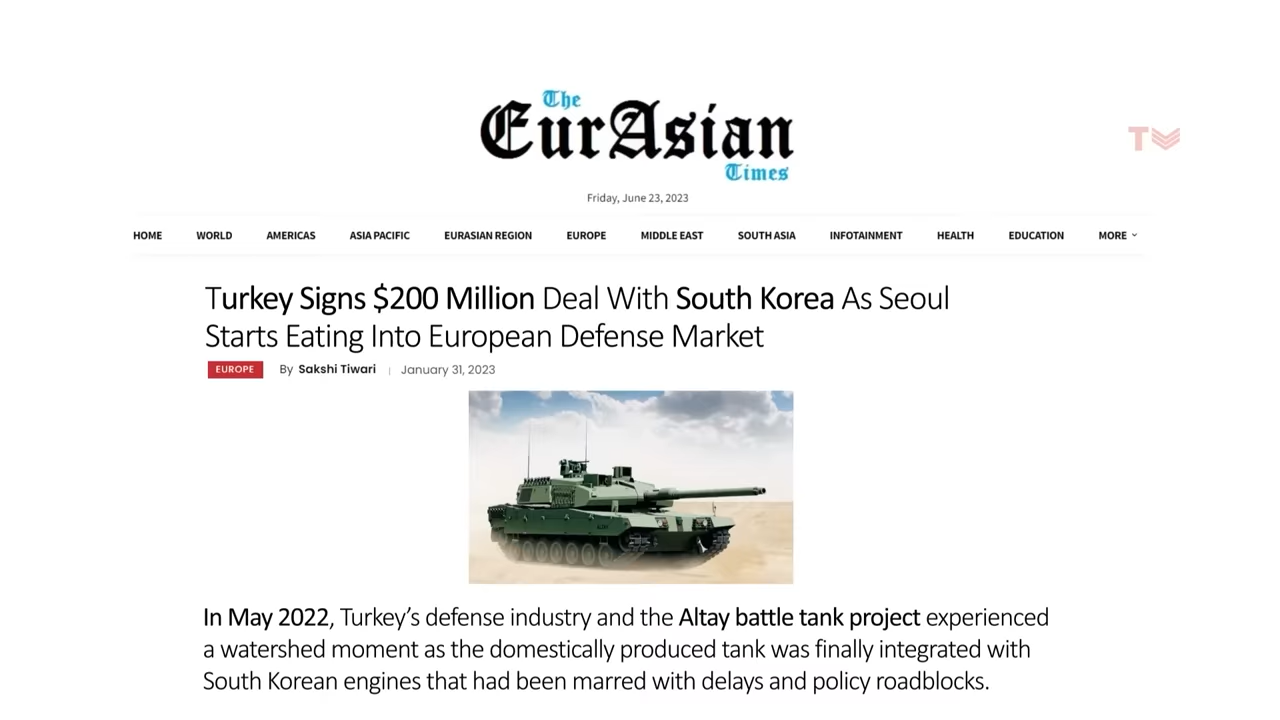 The
EurAsian
Times
Friday, June 23, 2023
HOME WORLD AMERICAS ASIA PACIFIC EURASIAN REGION EUROPE MIDDLE EAST SOUTH ASIA INFOTAINMENT HEALTH EDUCATION MORE
Turkey Signs $200 Million Deal With South Korea As Seoul
Starts Eating Into European Defense Market
EUROPE By Sakshi Tiwari | January 31, 2023
In May 2022, Turkey’s defense industry and the Altay battle tank project experienced
a watershed moment as the domestically produced tank was finally integrated with
South Korean engines that had been marred with delays and policy roadblocks.